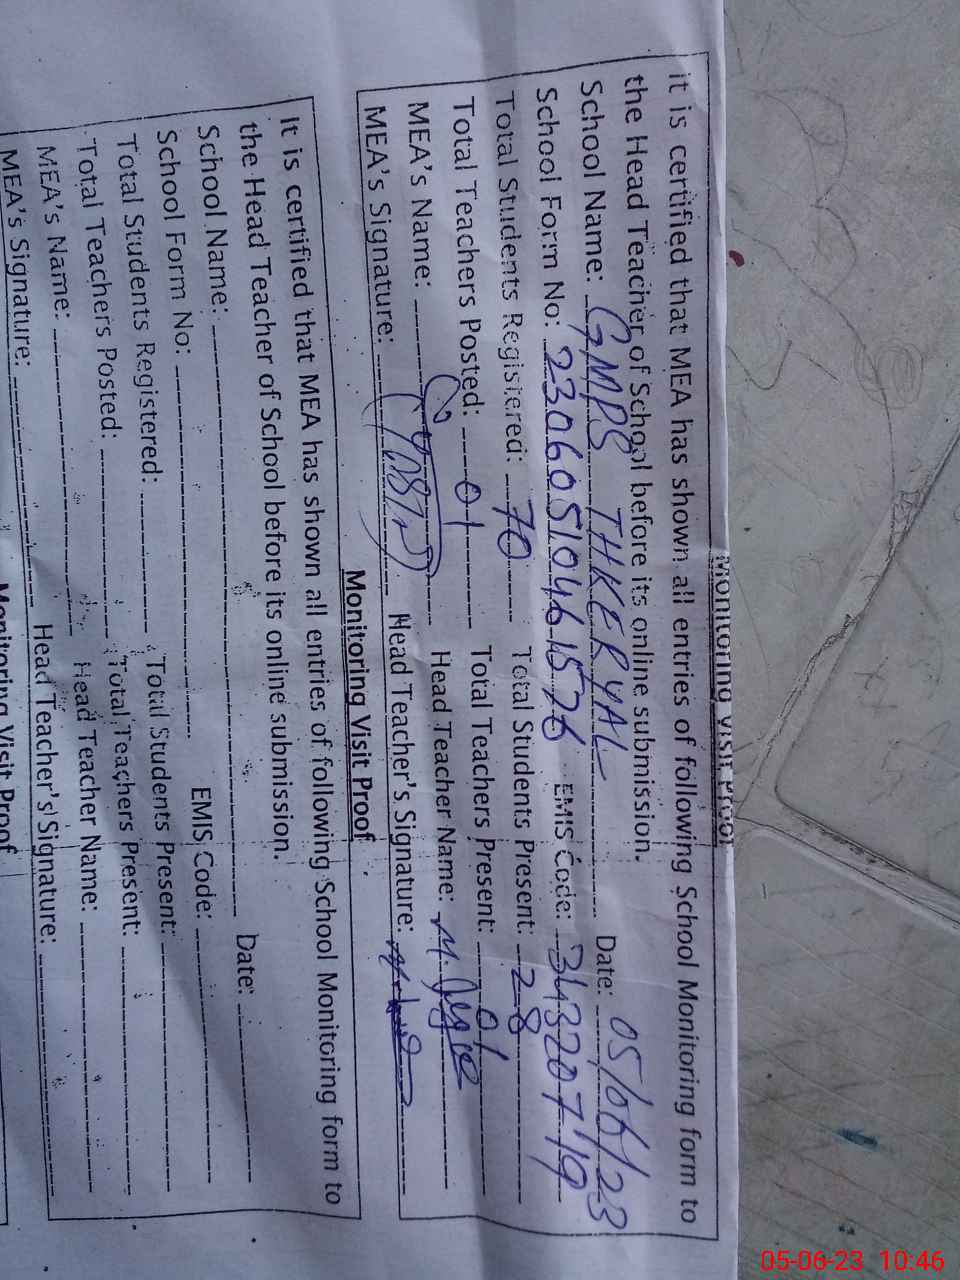 Monitoring Visit Proof
it is certified that MEA has shown all entries of following School Monitoring form to
the Head Teacher of School before its online submission.
School Name: GMPS THKERYAL Date: 05/06/23
School Form No: 23060510461576 EMIS Code: 34320719
Total Students Registered: 70 Total Students Present: 28
Total Teachers Posted: 01 Total Teachers Present: 01
MEA's Name: Head Teacher Name: M.
MEA's Signature: Head Teacher's Signature:
Monitoring Visit Proof
It is certified that MEA has shown all entries of following School Monitoring form to
the Head Teacher of School before its online submission.
School Name: Date:
School Form No: EMIS Code:
Total Students Registered: Total Students Present:
Total Teachers Posted: Total Teachers Present:
MEA's Name: Head Teacher Name:
MEA's Signature: Head Teacher's Signature:
Monitoring Visit Proof
05-06-23 10:46